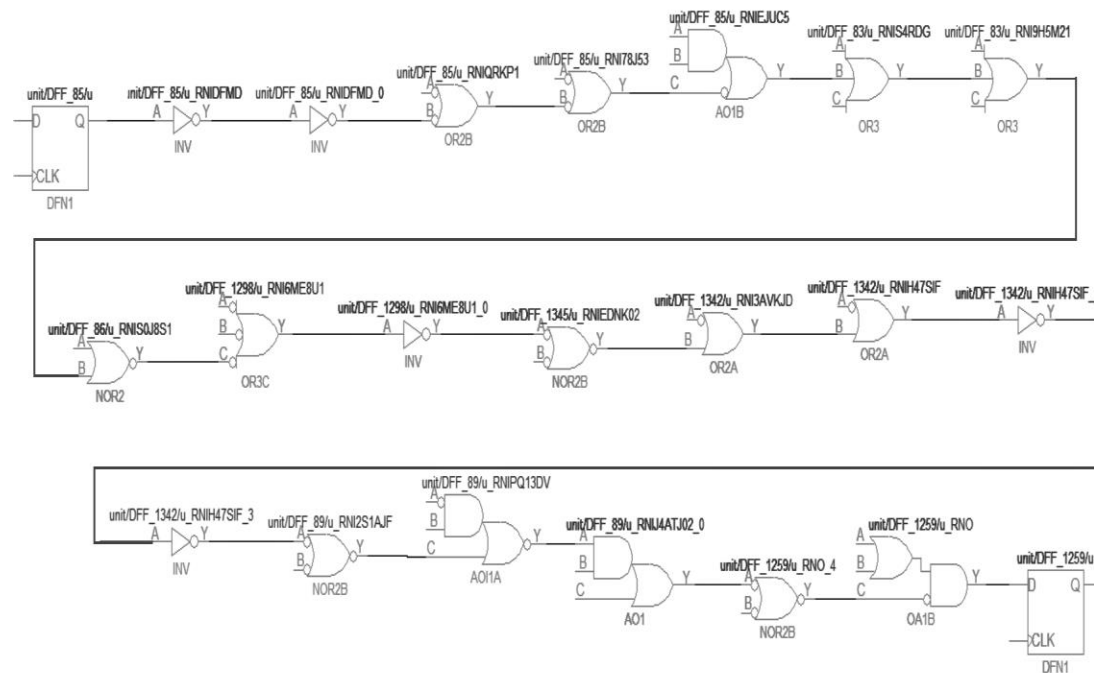 unit/DFF_85/u
D Q
CLK
DFN1
unit/DFF_85/u_RNIDFMD
A Y
INV
unit/DFF_85/u_RNIDFMD_0
A Y
INV
unit/DFF_85/u_RNIQRKP1
A
B Y
OR2B
unit/DFF_85/u_RNI78J53
A
B Y
OR2B
unit/DFF_85/u_RNIEJUC5
A
B
C Y
AO1B
unit/DFF_83/u_RNIS4RDG
A
B Y
C
OR3
unit/DFF_83/u_RNI9H5M21
A
B Y
C
OR3
unit/DFF_86/u_RNIS0J8S1
A
B Y
NOR2
unit/DFF_1298/u_RNI6ME8U1
A
B Y
C
OR3C
unit/DFF_1298/u_RNI6ME8U1_0
A Y
INV
unit/DFF_1345/u_RNIEDNK02
A
B Y
NOR2B
unit/DFF_1342/u_RNI3AVKJD
A
B Y
OR2A
unit/DFF_1342/u_RNIH47SIF
A
B Y
OR2A
unit/DFF_1342/u_RNIH47SIF_
A Y
INV
unit/DFF_1342/u_RNIH47SIF_3
A Y
INV
unit/DFF_89/u_RNI2S1AJF
A
B Y
NOR2B
unit/DFF_89/u_RNIPQ13DV
A
B
C Y
AOI1A
unit/DFF_89/u_RNIJ4ATJ02_0
A
B
C Y
AO1
unit/DFF_1259/u_RNO_4
A
B Y
NOR2B
unit/DFF_1259/u_RNO
A
B
C Y
OA1B
unit/DFF_1259/u
D Q
CLK
DFN1